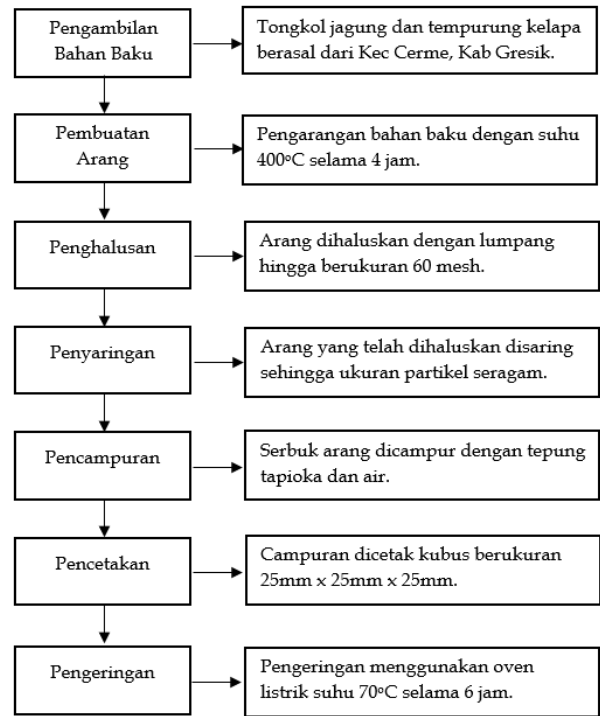 Pengambilan
Bahan Baku
Tongkol jagung dan tempurung kelapa
berasal dari Kec Cerme, Kab Gresik.
Pembuatan
Arang
Pengarangan bahan baku dengan suhu
400°C selama 4 jam.
Penghalusan
Arang dihaluskan dengan lumpang
hingga berukuran 60 mesh.
Penyaringan
Arang yang telah dihaluskan disaring
sehingga ukuran partikel seragam.
Pencampuran
Serbuk arang dicampur dengan tepung
tapioka dan air.
Pencetakan
Campuran dicetak kubus berukuran
25mm x 25mm x 25mm.
Pengeringan
Pengeringan menggunakan oven
listrik suhu 70°C selama 6 jam.